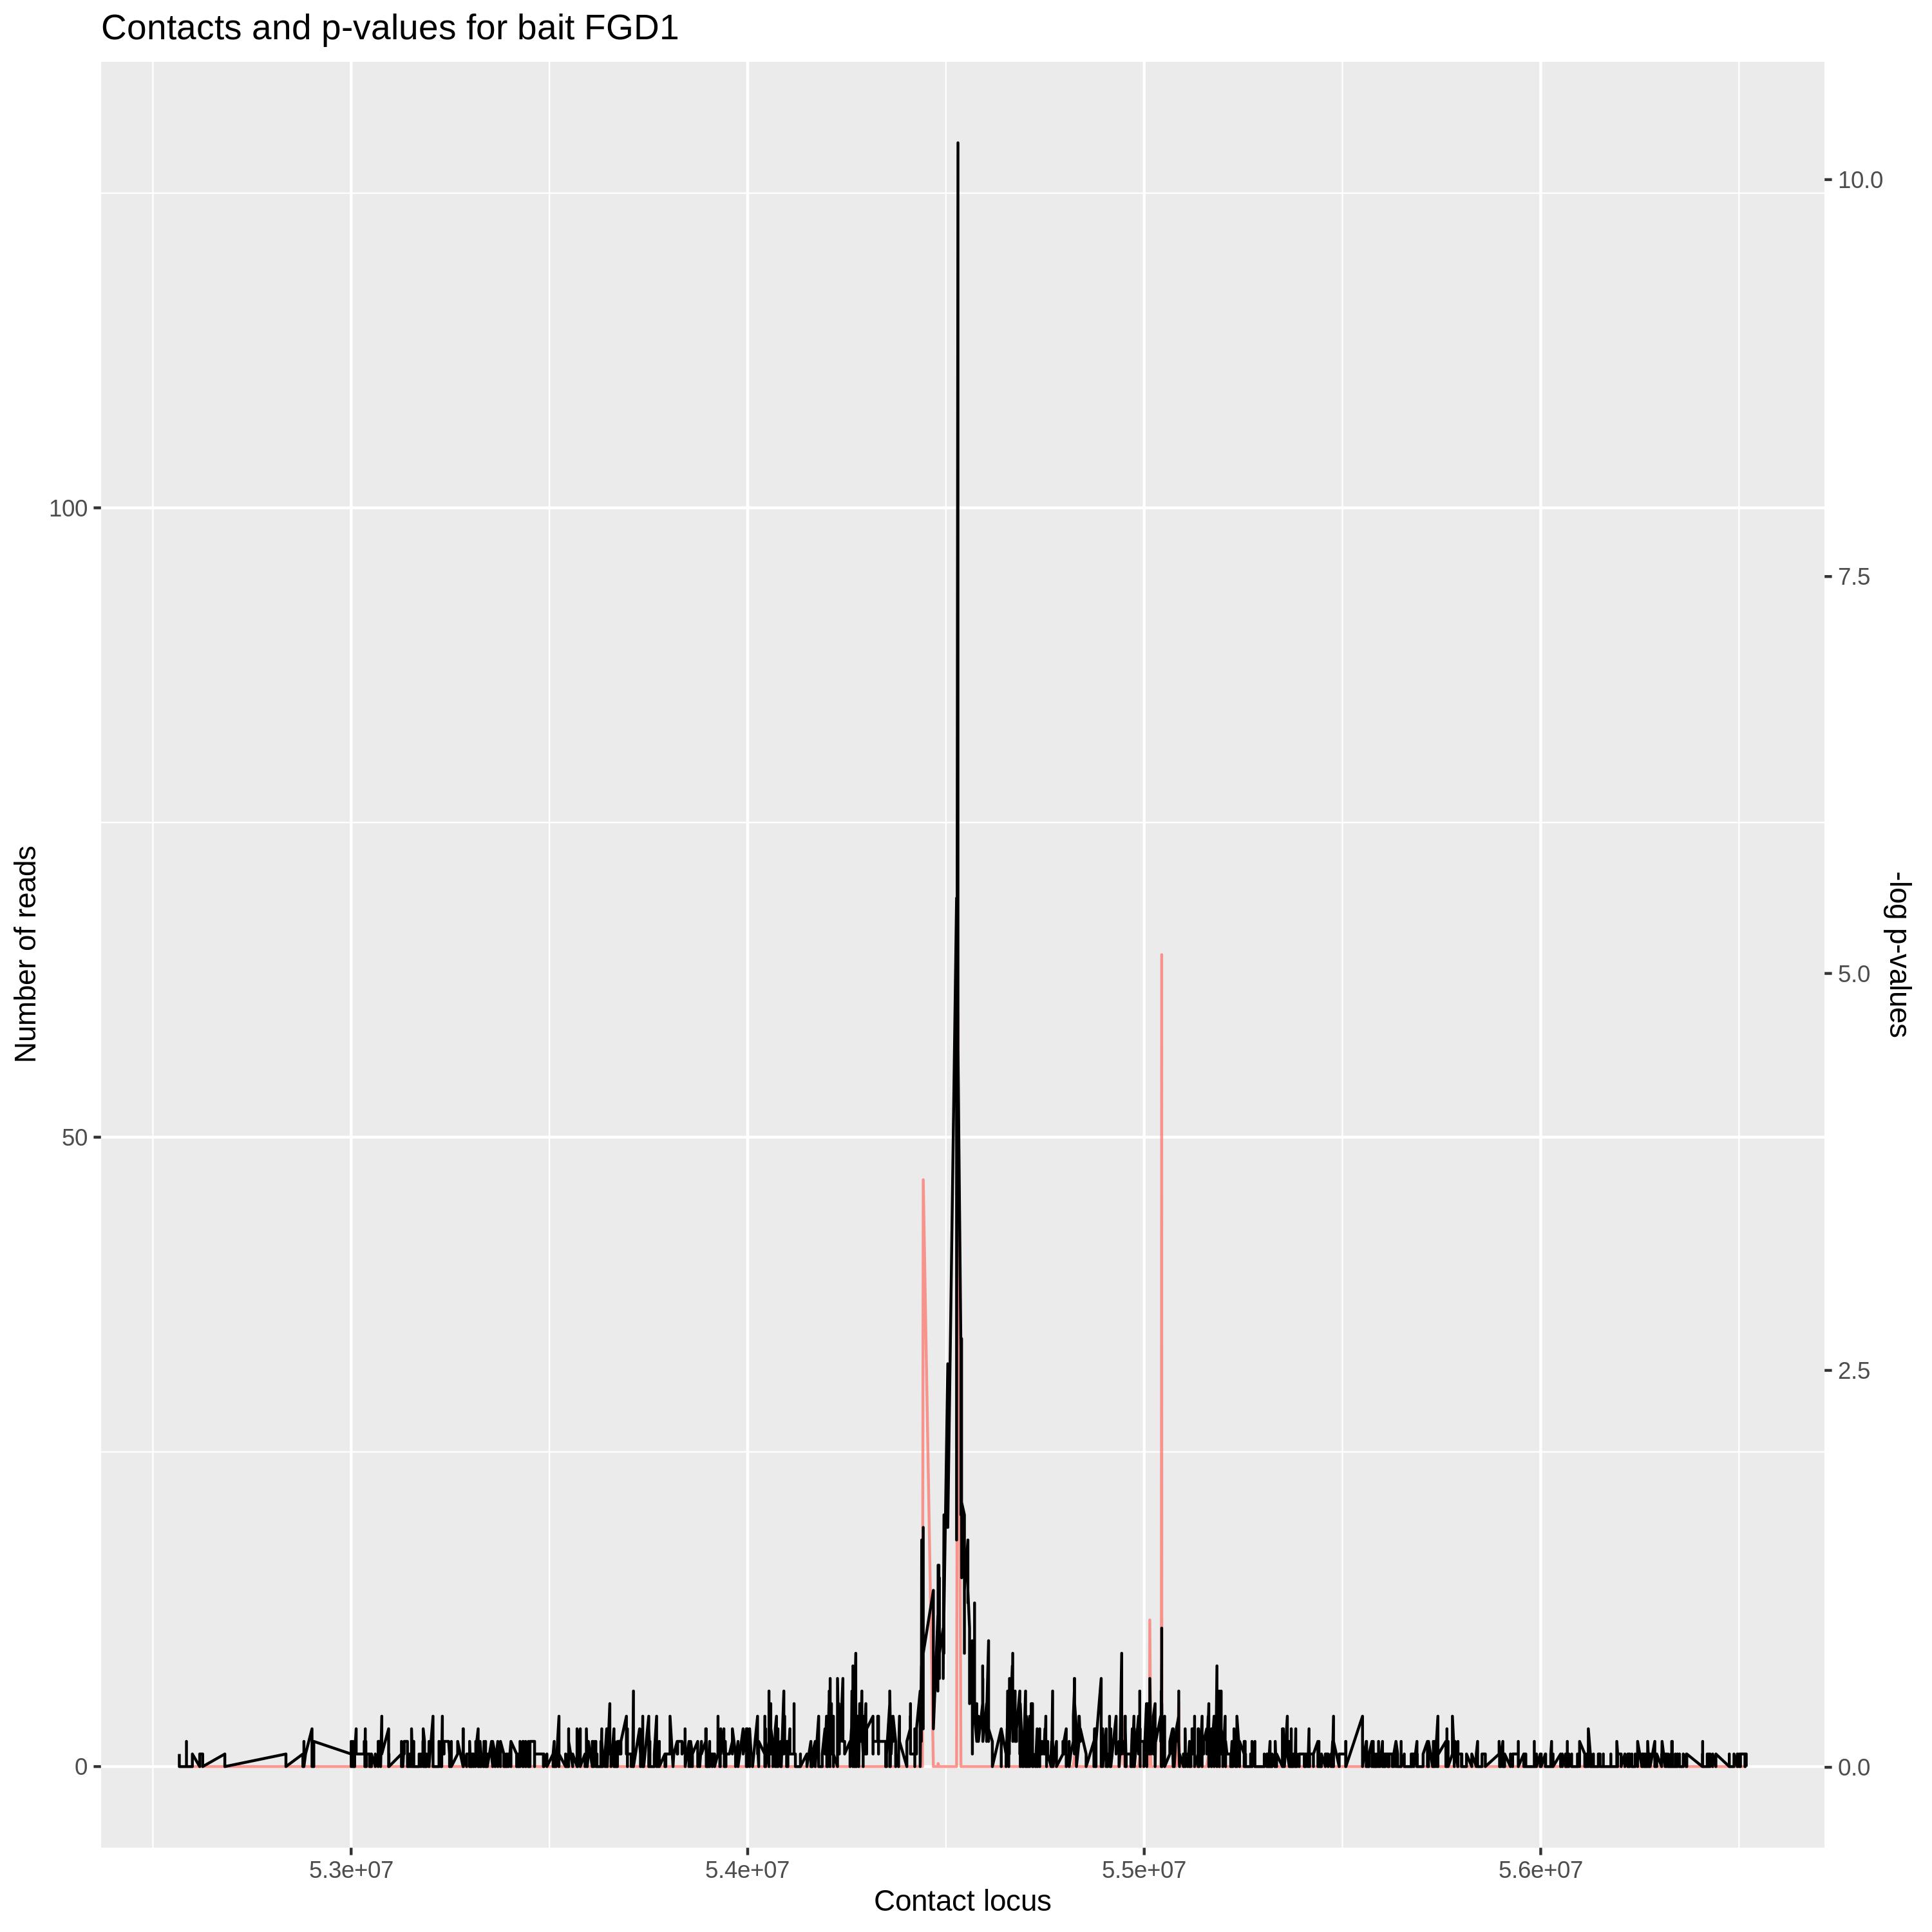 Contacts and p-values for bait FGD1
Number of reads
100
50
0
10.0
7.5
5.0
2.5
0.0
-log p-values
5.3e+07
5.4e+07
5.5e+07
5.6e+07
Contact locus